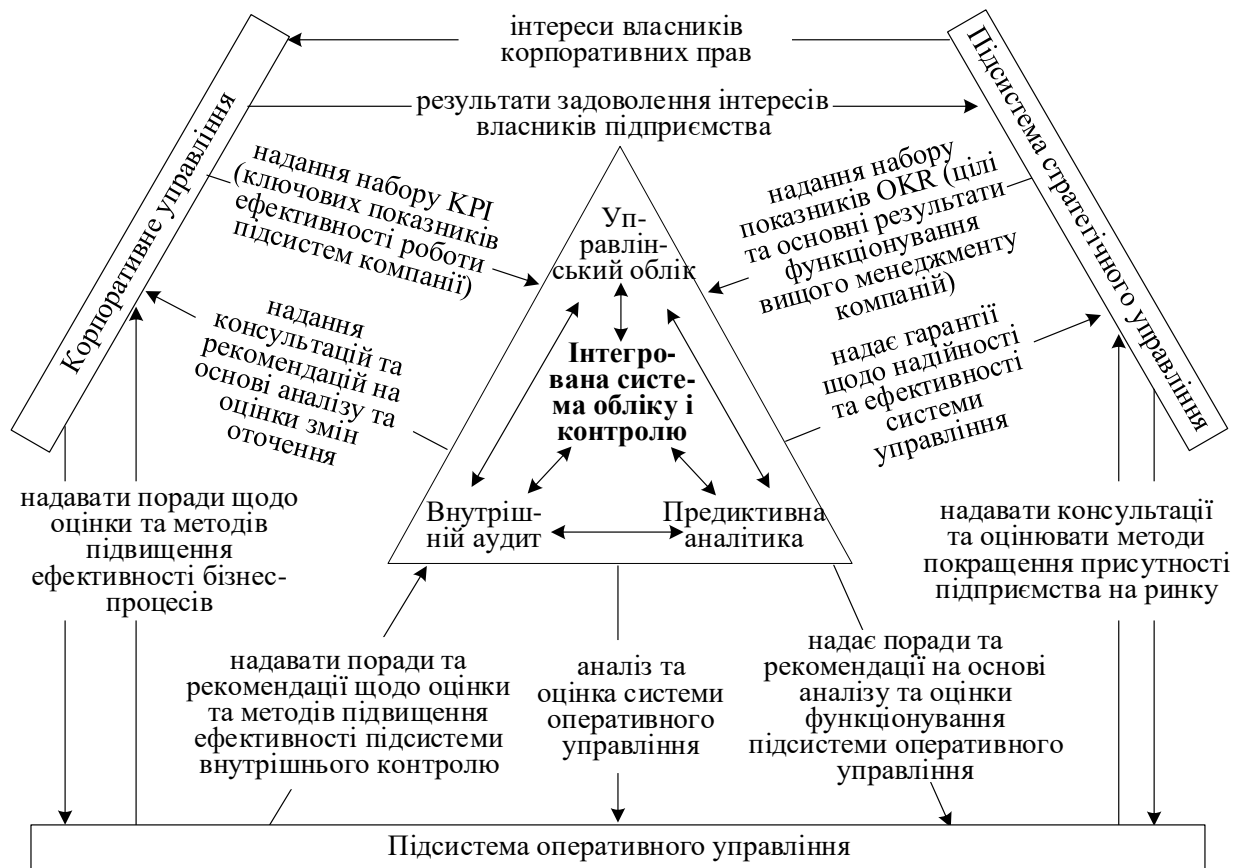 інтереси власників
корпоративних прав
результати задоволення інтересів
власників підприємства
Корпоративне управління
Підсистема стратегічного управління
надання набору KPI
(ключових показників
ефективності роботи
підсистем компанії)
надання набору
показників OKR (цілі
та основні результати
функціонування
вищого менеджменту
компаній)
надання
консультацій та
рекомендацій на
основі аналізу та
оцінки змін
оточення
надає гарантії
щодо надійності
та ефективності
системи
управління
Уп-
равлін-
ський облік
Інтегро-
вана систе-
ма обліку і
контролю
Внутріш-
ній аудит
Предиктивна
аналітика
надавати поради щодо
оцінки та методів
підвищення
ефективності бізнес-
процесів
надавати консультації
та оцінювати методи
покращення присутності
підприємства на ринку
надавати поради та
рекомендації щодо оцінки
та методів підвищення
ефективності підсистеми
внутрішнього контролю
аналіз та
оцінка системи
оперативного
управління
надає поради та
рекомендації на основі
аналізу та оцінки
функціонування
підсистеми оперативного
управління
Підсистема оперативного управління